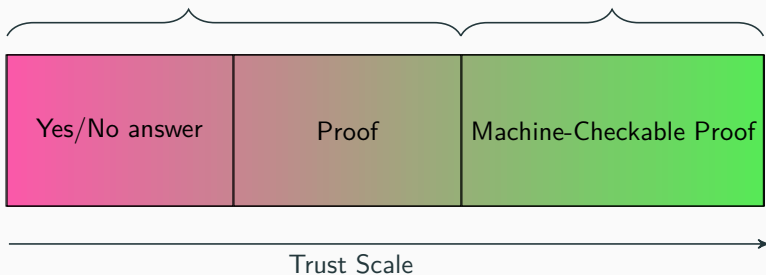 Yes/No answer
Proof
Machine-Checkable Proof
Trust Scale